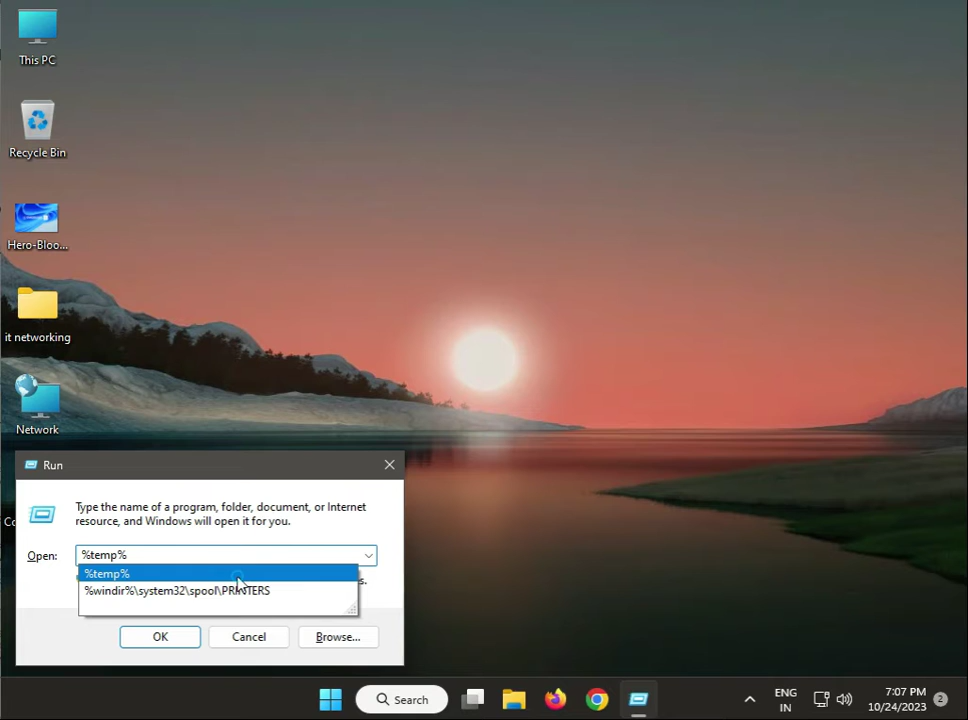 This PC
Recycle Bin
Hero-Bloo...
it networking
Network
Run
Type the name of a program, folder, document, or Internet
resource, and Windows will open it for you.
Open:
%temp%
%temp%
%windir%\system32\spool\PRINTERS
OK
Cancel
Browse...
Search
ENG
IN
7:07 PM
10/24/2023
2